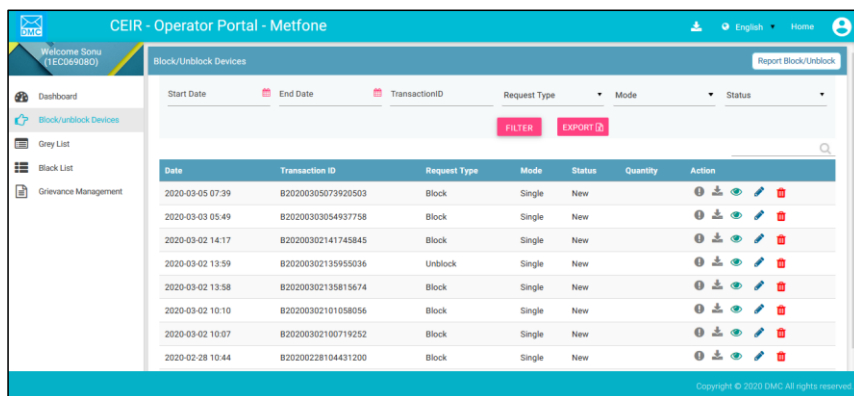 DMC
CEIR - Operator Portal - Metfone
English
Home
Welcome Sonu
(1EC06908O)
Block/Unblock Devices
Report Block/Unblock
Dashboard
Block/unblock Devices
Grey List
Black List
Grievance Management
Start Date
End Date
TransactionID
Request Type
Mode
Status
FILTER
EXPORT
Date Transaction ID Request Type Mode Status Quantity Action
2020-03-05 07:39 B20200305073920503 Block Single New
2020-03-03 05:49 B20200303054937758 Block Single New
2020-03-02 14:17 B20200302141745845 Block Single New
2020-03-02 13:59 B20200302135955036 Unblock Single New
2020-03-02 13:58 B20200302135815674 Block Single New
2020-03-02 10:10 B20200302101058056 Block Single New
2020-03-02 10:07 B20200302100719252 Block Single New
2020-02-28 10:44 B20200228104431200 Block Single New
Copyright © 2020 DMC All rights reserved.